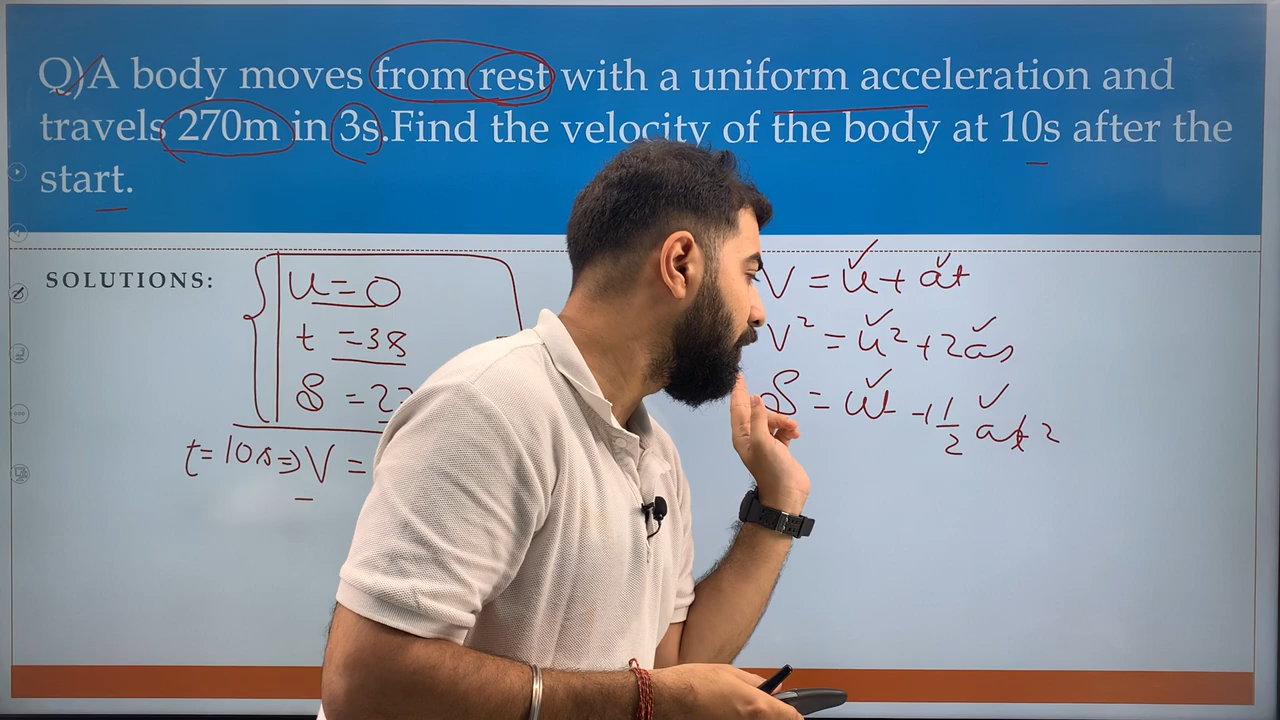 Q)A body moves from rest with a uniform acceleration and
travels 270m in 3s.Find the velocity of the body at 10s after the
start.
SOLUTIONS:
u = 0
t = 3s
S = 27
t = 10s ⇒ V =
V = u + at
V² = u² + 2as
S = ut + 1/2 at²